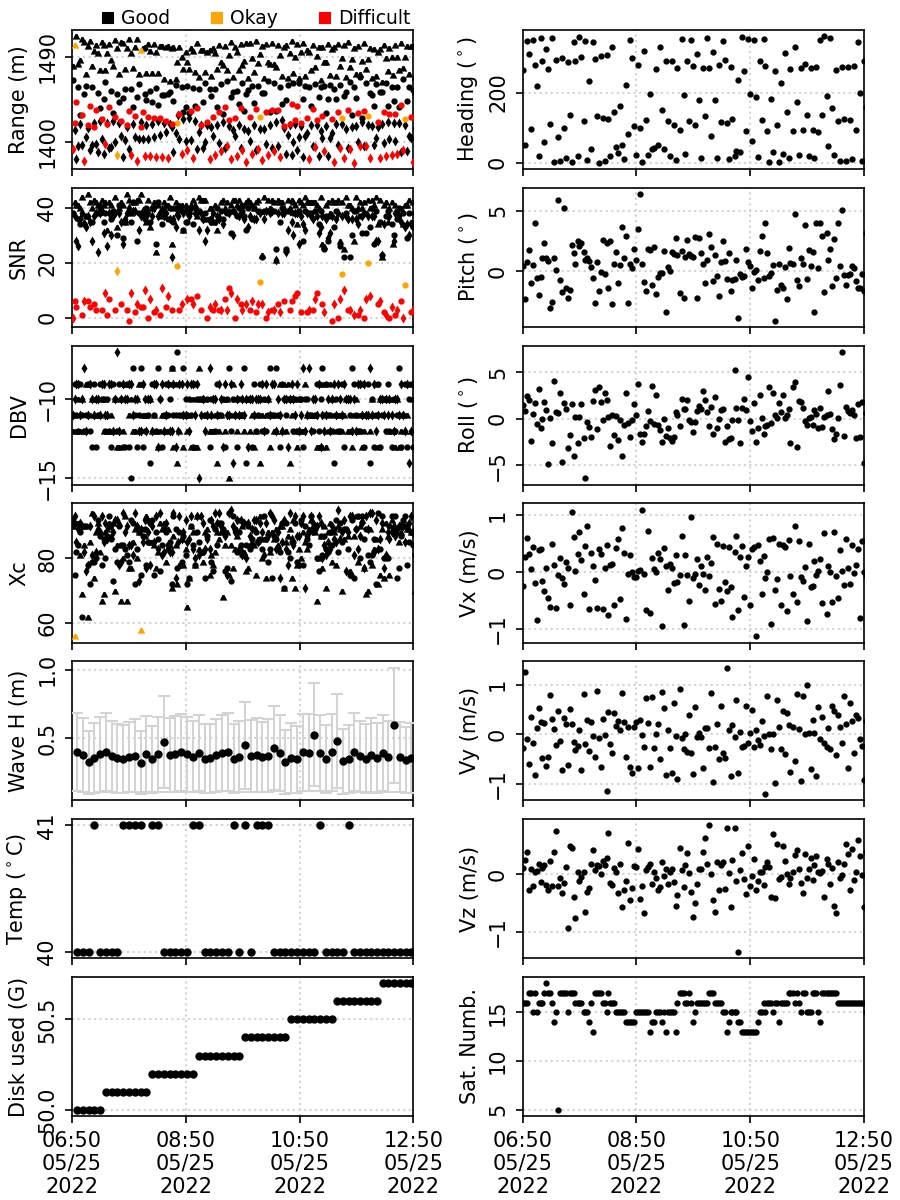 Good Okay Difficult
Range (m)
1490
1400
Heading (°)
200
0
SNR
40
20
0
Pitch (°)
5
0
DBV
−10
−15
Roll (°)
5
0
−5
Xc
80
60
Vx (m/s)
1
0
−1
Wave H (m)
1.0
0.5
Vy (m/s)
1
0
−1
Temp (°C)
41
40
Vz (m/s)
0
−1
Disk used (G)
50.5
50.0
Sat. Numb.
15
10
5
06:50 08:50 10:50 12:50
05/25 05/25 05/25 05/25
2022 2022 2022 2022
06:50 08:50 10:50 12:50
05/25 05/25 05/25 05/25
2022 2022 2022 2022